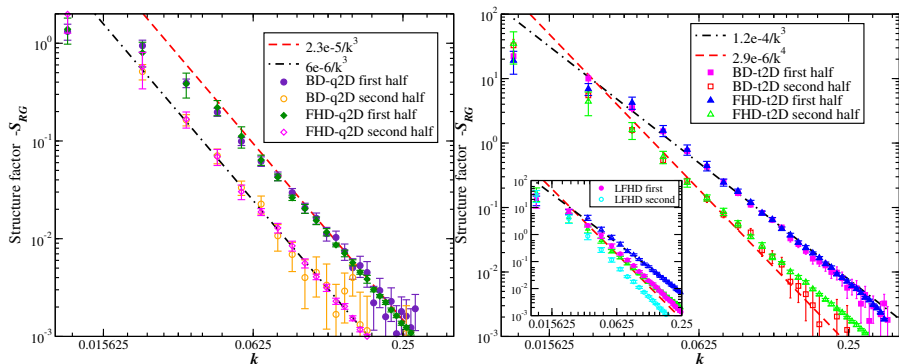 10^0
10^-1
10^-2
10^-3
Structure factor -S_RG
2.3e-5/k^3
6e-6/k^3
BD-q2D first half
BD-q2D second half
FHD-q2D first half
FHD-q2D second half
0.015625
0.0625
0.25
k
10^2
10^1
10^0
10^-1
10^-2
10^-3
Structure factor -S_RG
1.2e-4/k^3
2.9e-6/k^4
BD-t2D first half
BD-t2D second half
FHD-t2D first half
FHD-t2D second half
10^2
10^1
10^0
10^-1
10^-2
10^-3
LFHD first
LFHD second
0.015625
0.0625
0.25
0.015625
0.0625
0.25
k